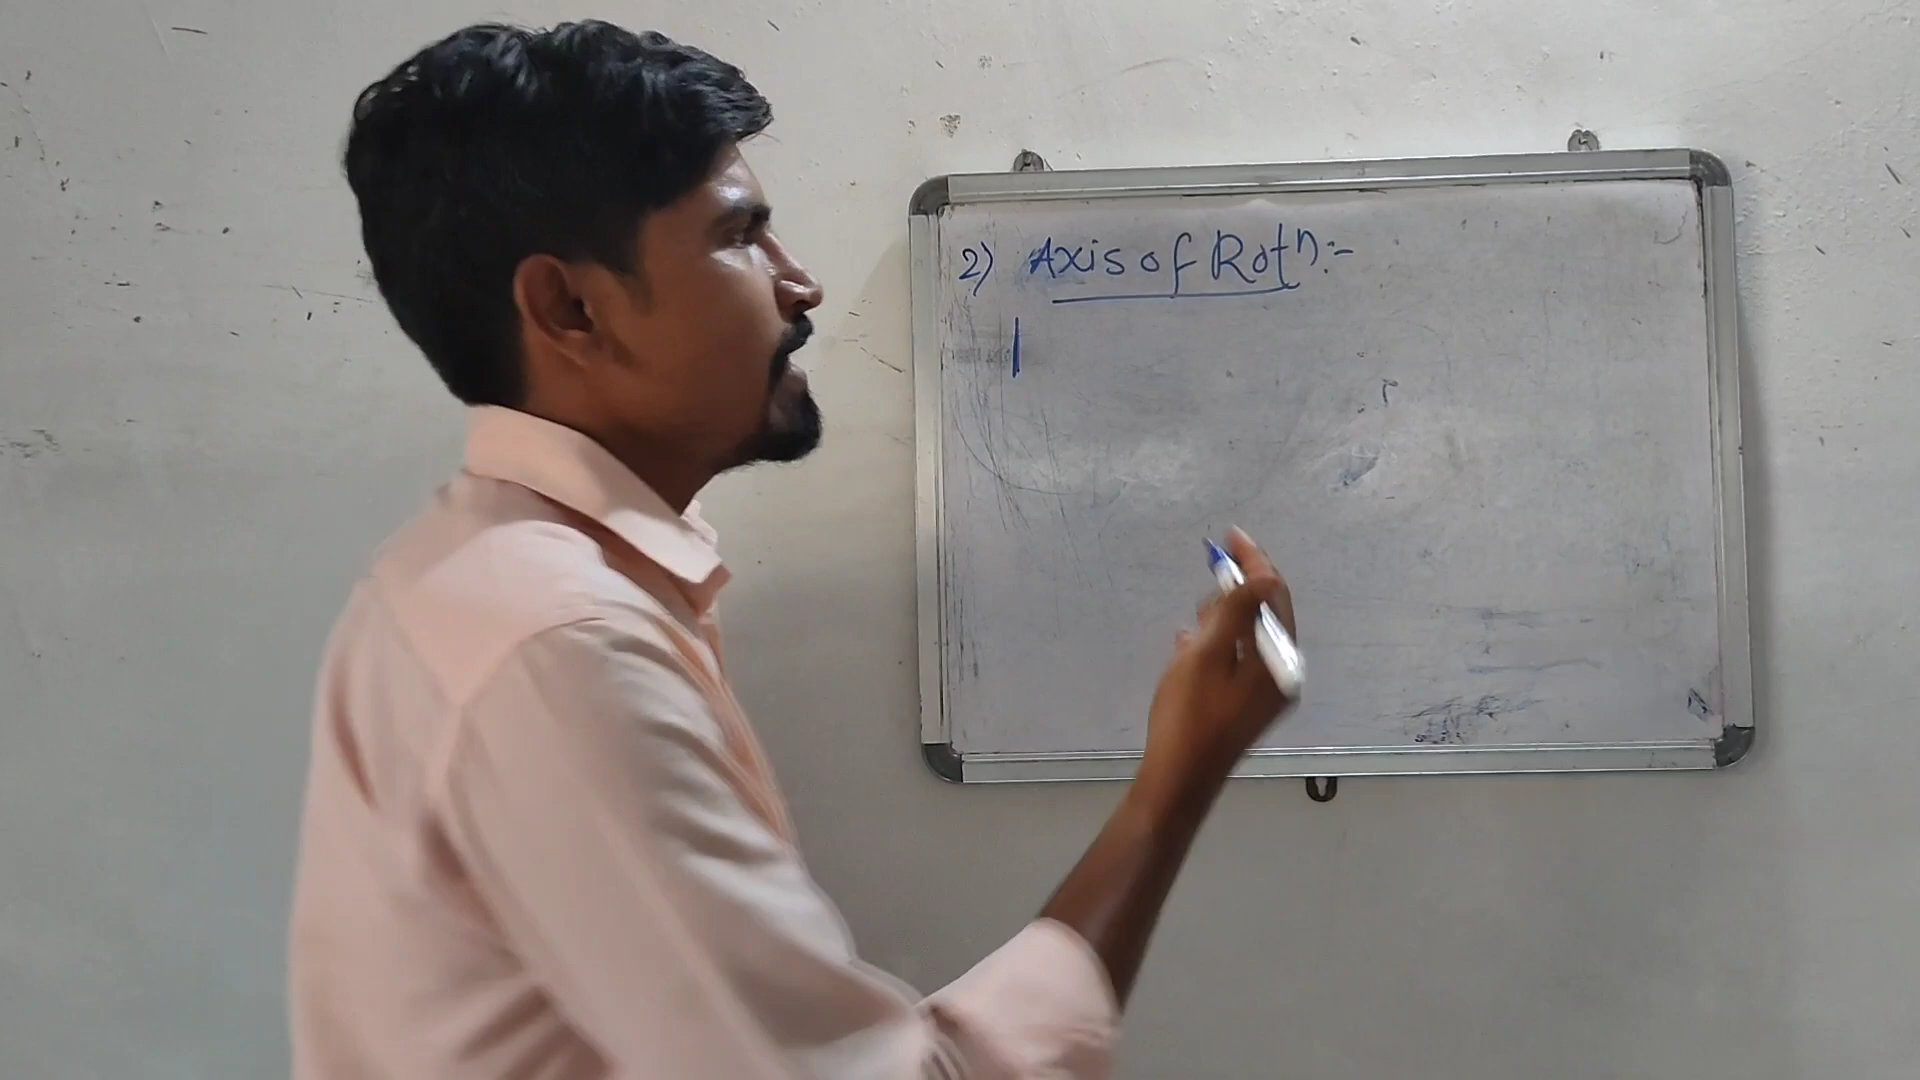 2) Axis of Rotn:-